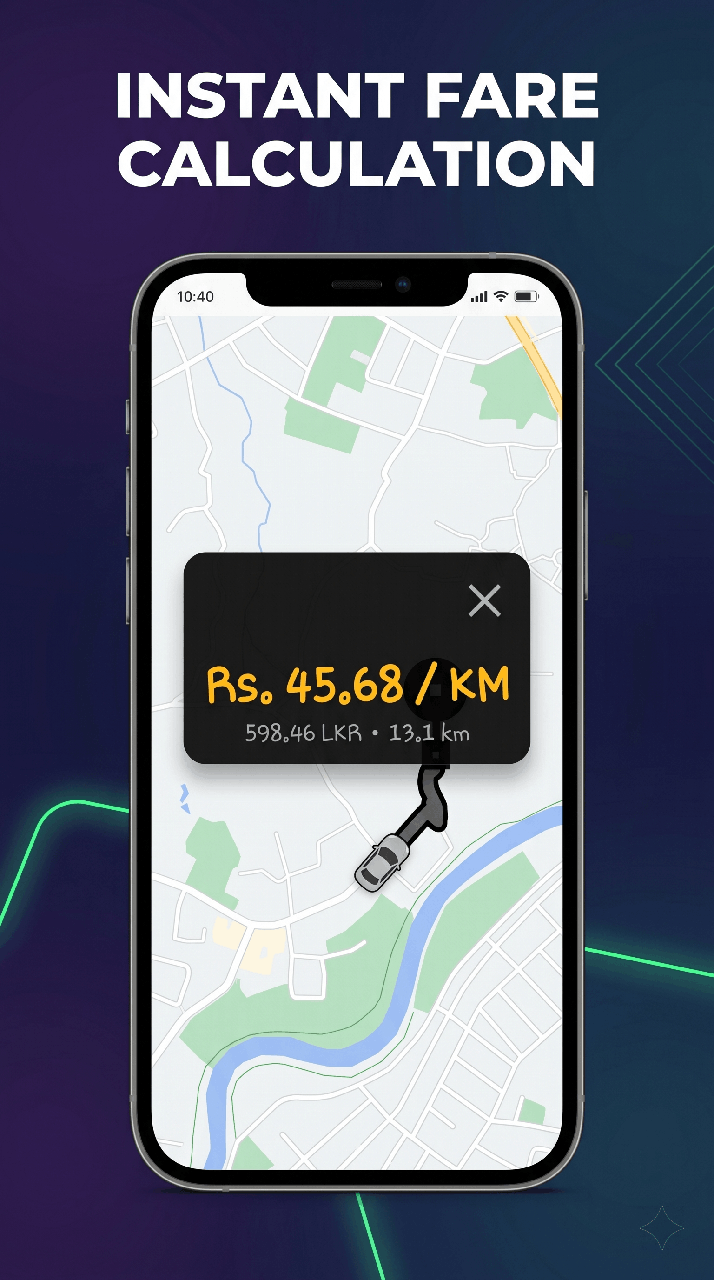 INSTANT FARE
CALCULATION
10:40
Rs. 45.68 / KM
598.46 LKR • 13.1 km